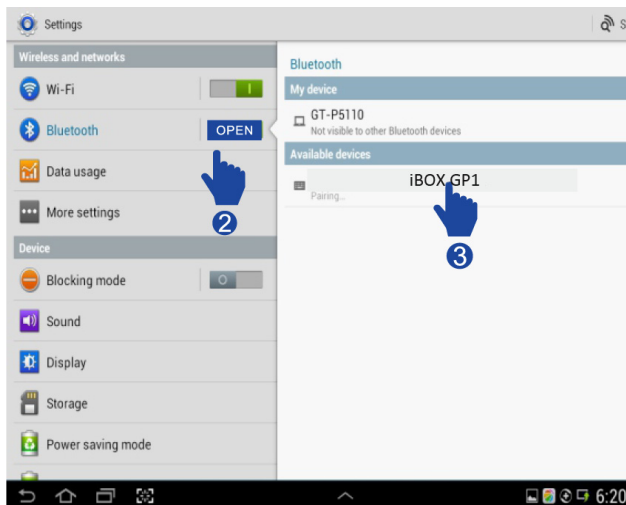 Settings
S
Wireless and networks
Wi-Fi
Bluetooth
OPEN
Data usage
More settings
2
Device
Blocking mode
Sound
Display
Storage
Power saving mode
Bluetooth
My device
GT-P5110
Not visible to other Bluetooth devices
Available devices
iBOX GP1
Pairing...
3
6:20